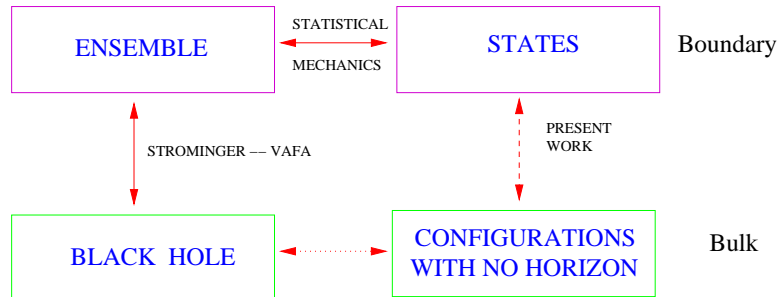 ENSEMBLE
STATISTICAL
MECHANICS
STATES
Boundary
STROMINGER –– VAFA
PRESENT
WORK
BLACK HOLE
CONFIGURATIONS
WITH NO HORIZON
Bulk